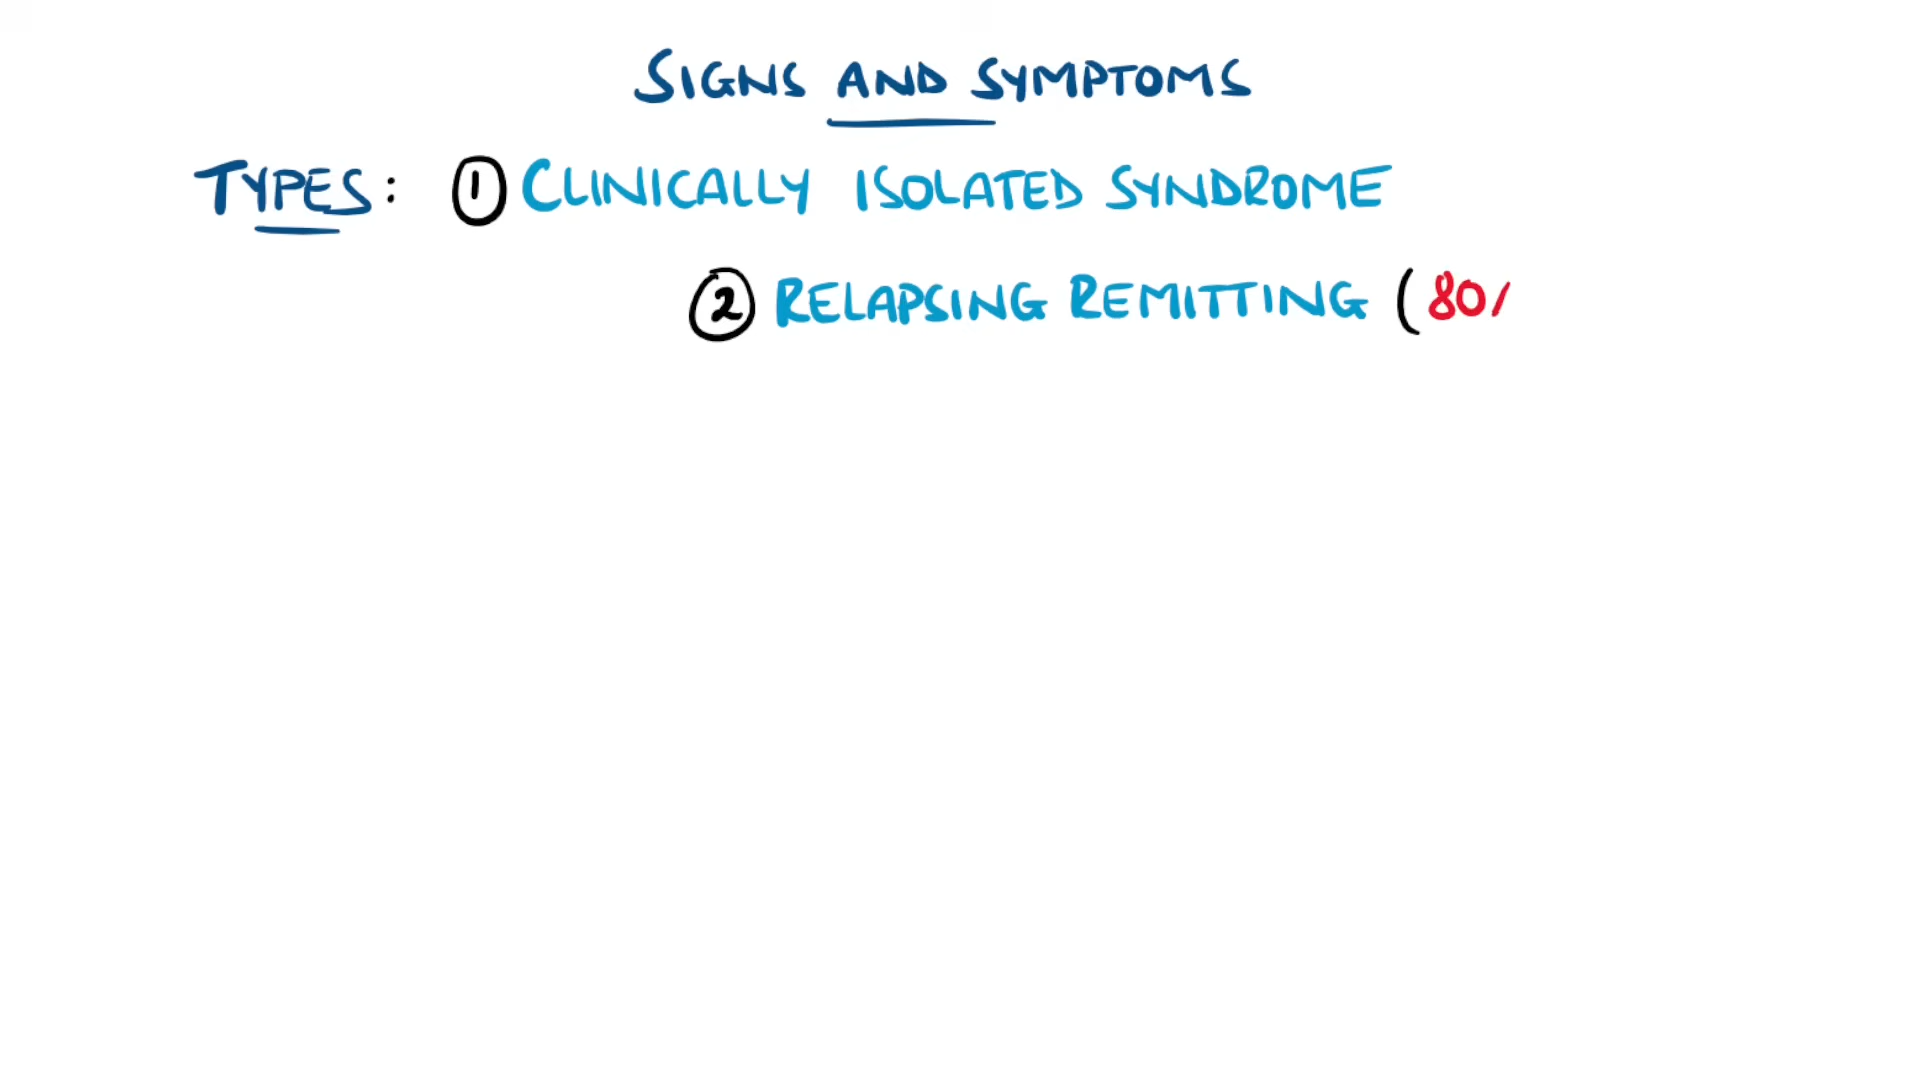 SIGNS AND SYMPTOMS
TYPES: ① CLINICALLY ISOLATED SYNDROME
② RELAPSING REMITTING (80/